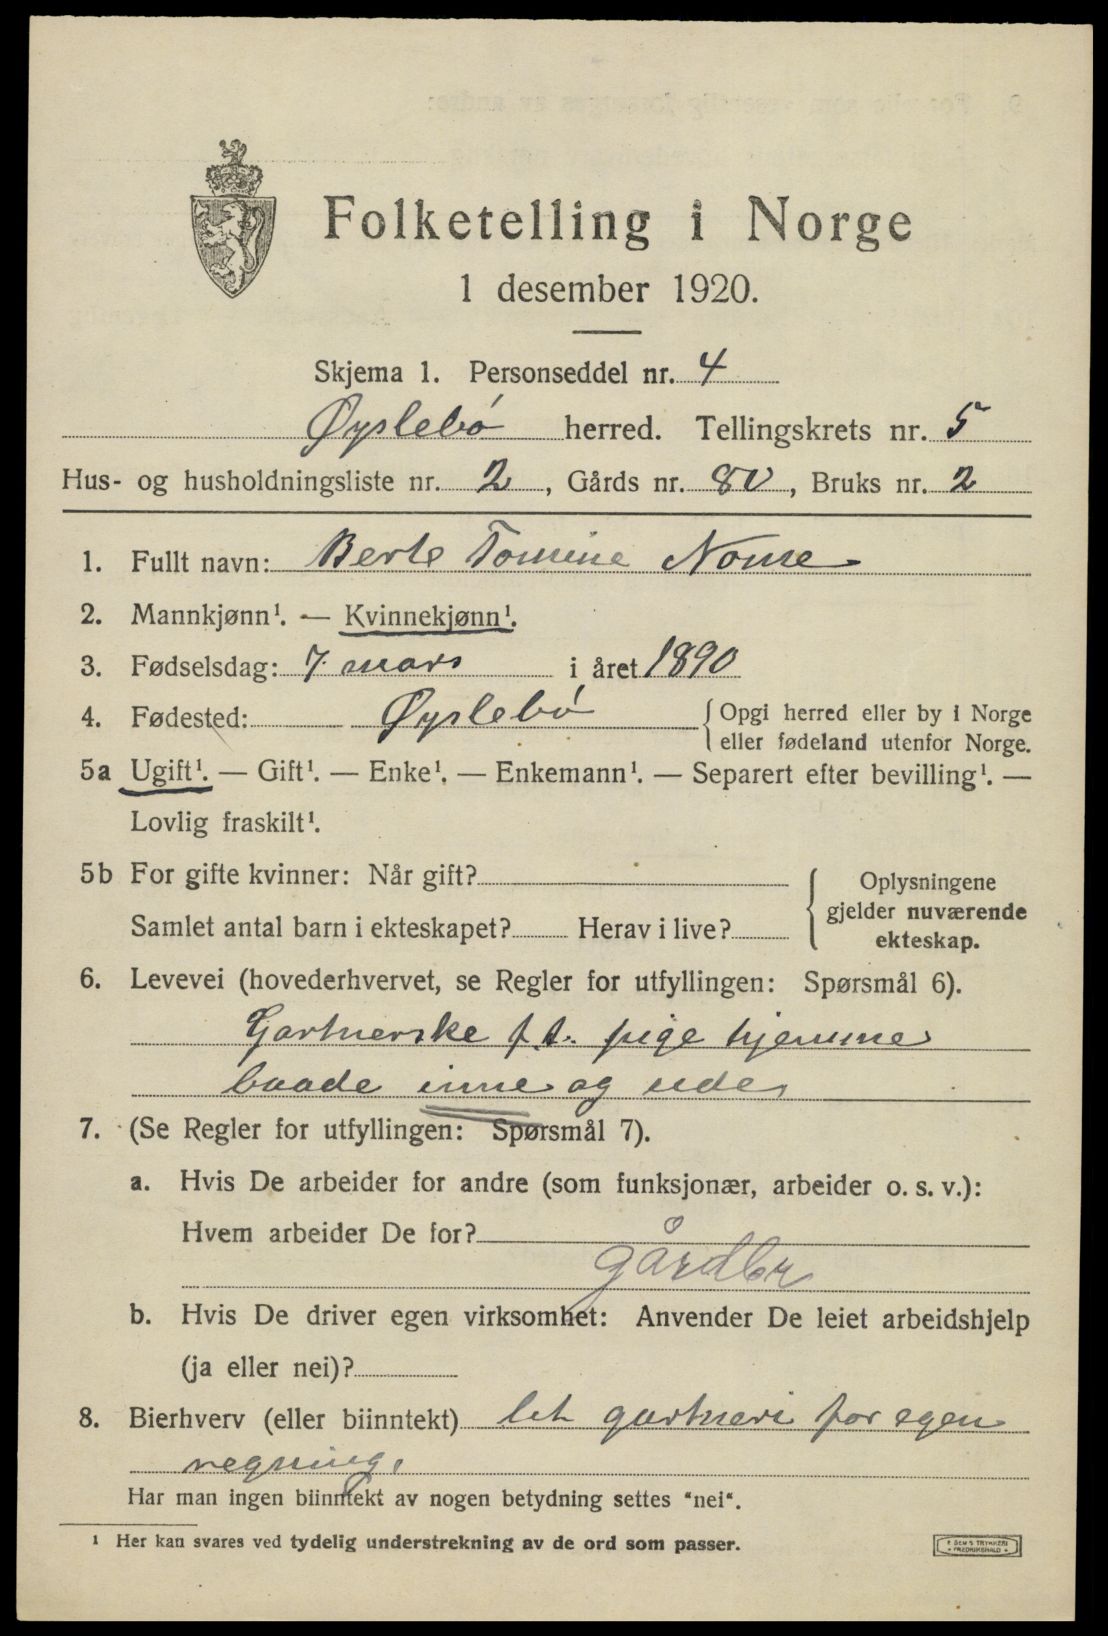 Folketelling i Norge
1 desember 1920.
Skjema 1. Personseddel nr. 4
Øyslebö herred. Tellingskrets nr. 5
Hus- og husholdningsliste nr. 2, Gårds nr. 80, Bruks nr. 2
1. Fullt navn: Berte Tomine Nome
2. Mannkjønn¹. — Kvinnekjønn¹.
3. Fødselsdag: 7. mars i året 1890
4. Fødested: Øyslebö {Opgi herred eller by i Norge
eller fødeland utenfor Norge.
5a Ugift¹. — Gift¹. — Enke¹. — Enkemann¹. — Separert efter bevilling¹. —
Lovlig fraskilt¹.
5b For gifte kvinner: Når gift?
Samlet antal barn i ekteskapet? Herav i live?
{Oplysningene
gjelder nuværende
ekteskap.
6. Levevei (hovederhvervet, se Regler for utfyllingen: Spørsmål 6).
Gartnerske f.t. pige hjemme
baade inne og ude
7. (Se Regler for utfyllingen: Spørsmål 7).
a. Hvis De arbeider for andre (som funksjonær, arbeider o. s. v.):
Hvem arbeider De for?
gårdbr
b. Hvis De driver egen virksomhet: Anvender De leiet arbeidshjelp
(ja eller nei)?
8. Bierhverv (eller biinntekt) lit gartneri for egen
regning.
Har man ingen biinntekt av nogen betydning settes "nei".
¹ Her kan svares ved tydelig understrekning av de ord som passer.